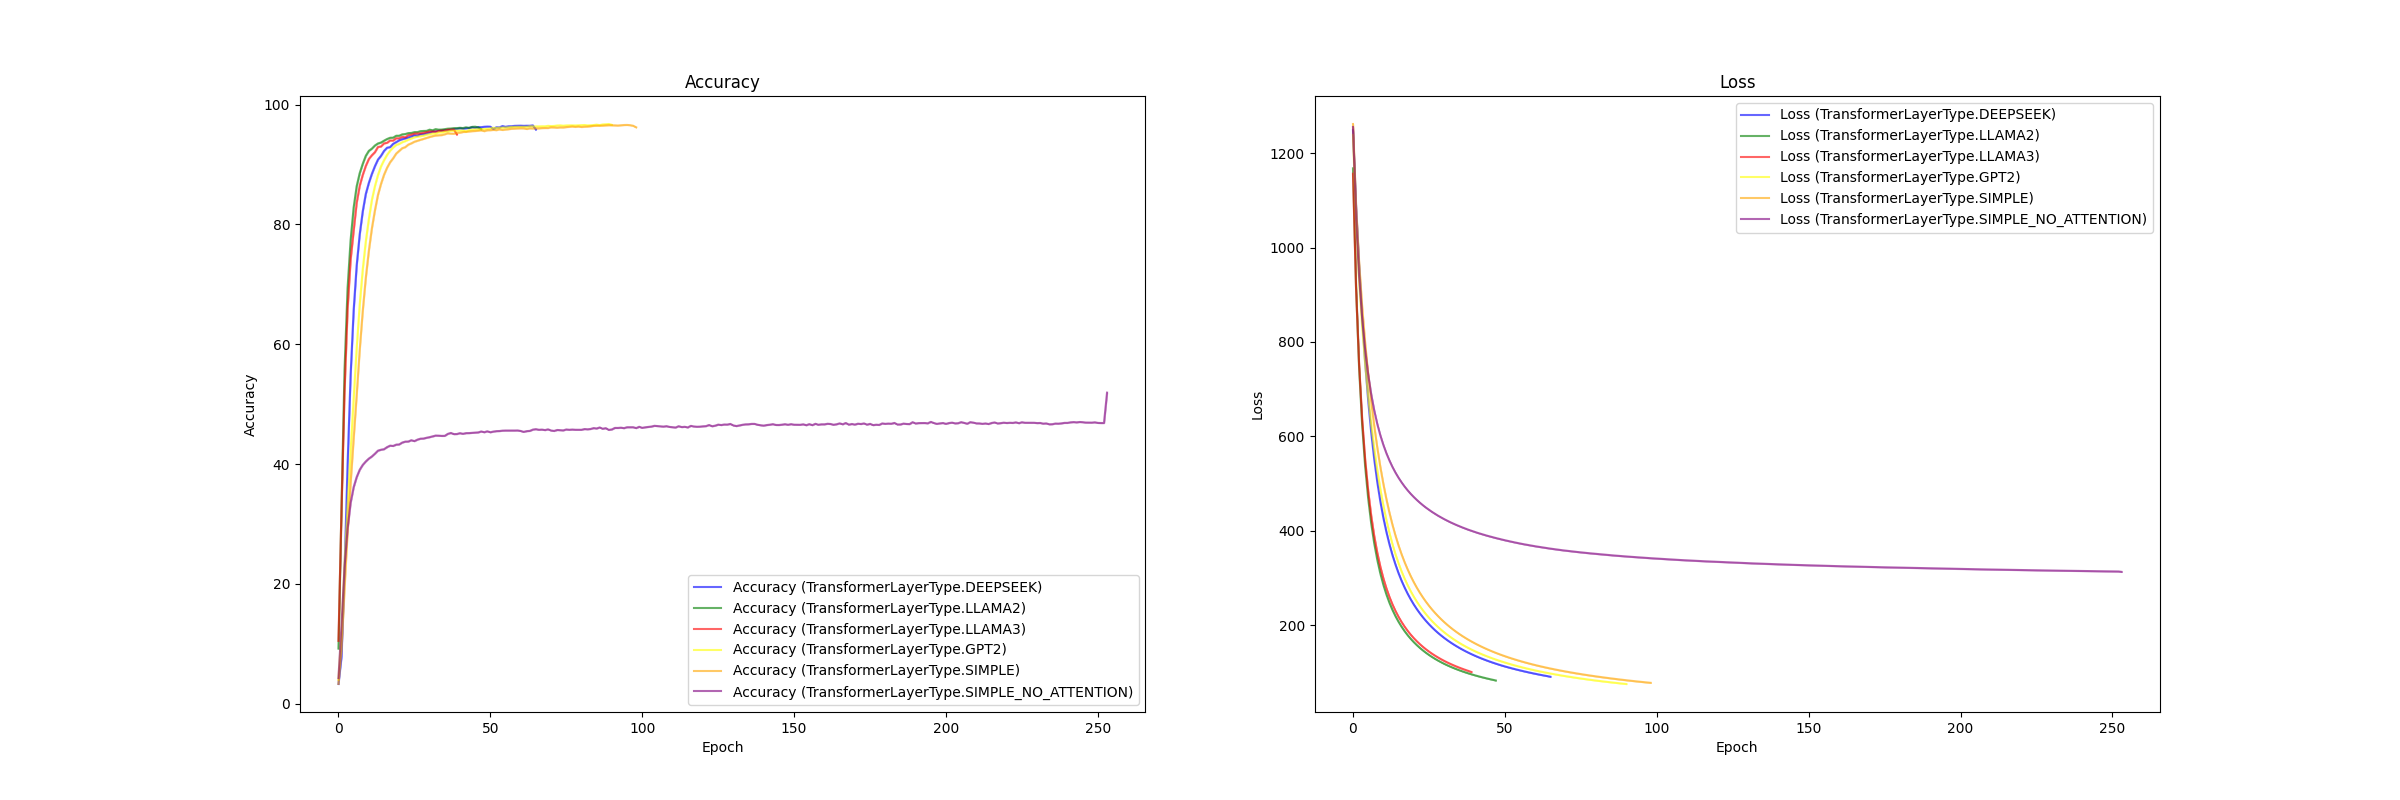 Accuracy
100
80
60
40
20
0
Accuracy
0 50 100 150 200 250
Epoch
Accuracy (TransformerLayerType.DEEPSEEK)
Accuracy (TransformerLayerType.LLAMA2)
Accuracy (TransformerLayerType.LLAMA3)
Accuracy (TransformerLayerType.GPT2)
Accuracy (TransformerLayerType.SIMPLE)
Accuracy (TransformerLayerType.SIMPLE_NO_ATTENTION)
Loss
1200
1000
800
600
400
200
Loss
0 50 100 150 200 250
Epoch
Loss (TransformerLayerType.DEEPSEEK)
Loss (TransformerLayerType.LLAMA2)
Loss (TransformerLayerType.LLAMA3)
Loss (TransformerLayerType.GPT2)
Loss (TransformerLayerType.SIMPLE)
Loss (TransformerLayerType.SIMPLE_NO_ATTENTION)